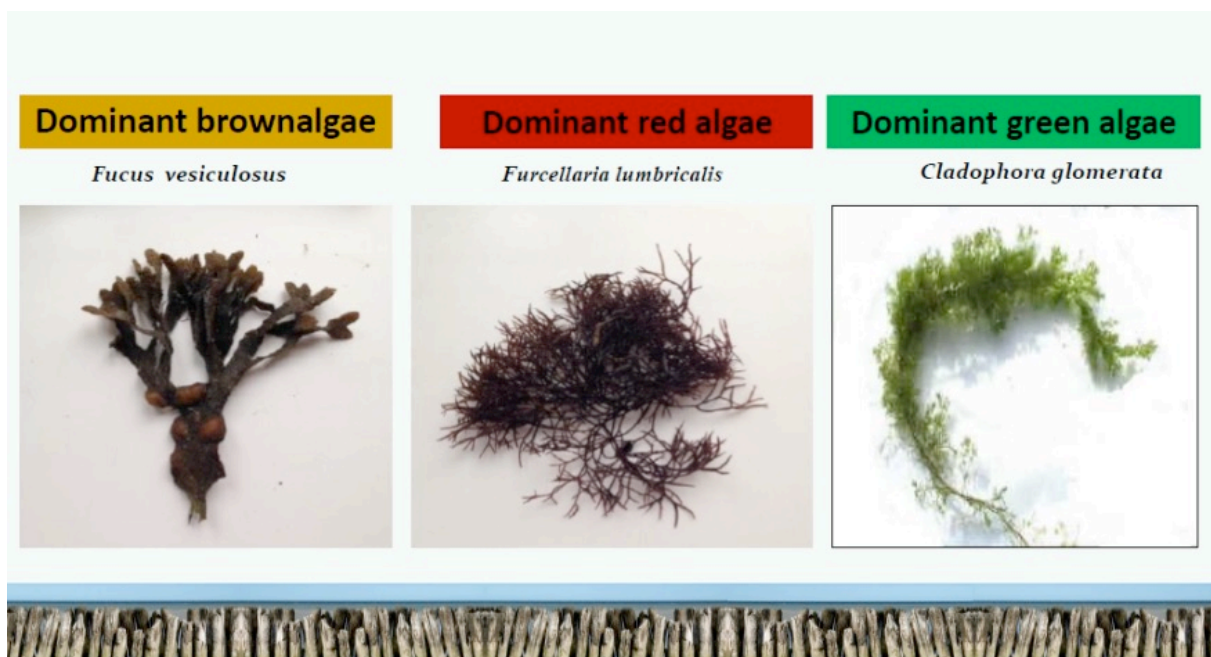 Dominant brownalgae
Fucus vesiculosus
Dominant red algae
Furcellaria lumbricalis
Dominant green algae
Cladophora glomerata